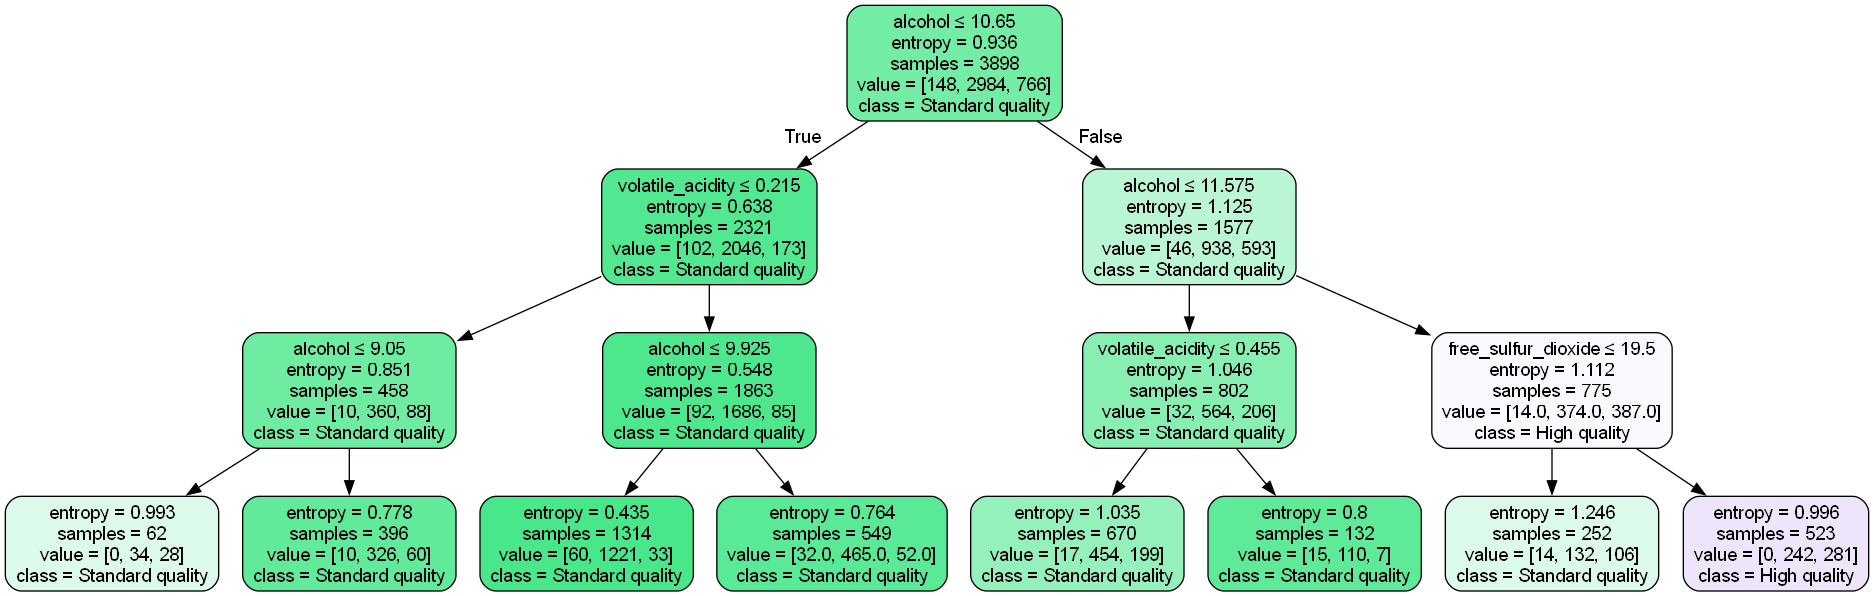 alcohol ≤ 10.65
entropy = 0.936
samples = 3898
value = [148, 2984, 766]
class = Standard quality
True
False
volatile_acidity ≤ 0.215
entropy = 0.638
samples = 2321
value = [102, 2046, 173]
class = Standard quality
alcohol ≤ 11.575
entropy = 1.125
samples = 1577
value = [46, 938, 593]
class = Standard quality
alcohol ≤ 9.05
entropy = 0.851
samples = 458
value = [10, 360, 88]
class = Standard quality
alcohol ≤ 9.925
entropy = 0.548
samples = 1863
value = [92, 1686, 85]
class = Standard quality
volatile_acidity ≤ 0.455
entropy = 1.046
samples = 802
value = [32, 564, 206]
class = Standard quality
free_sulfur_dioxide ≤ 19.5
entropy = 1.112
samples = 775
value = [14.0, 374.0, 387.0]
class = High quality
entropy = 0.993
samples = 62
value = [0, 34, 28]
class = Standard quality
entropy = 0.778
samples = 396
value = [10, 326, 60]
class = Standard quality
entropy = 0.435
samples = 1314
value = [60, 1221, 33]
class = Standard quality
entropy = 0.764
samples = 549
value = [32.0, 465.0, 52.0]
class = Standard quality
entropy = 1.035
samples = 670
value = [17, 454, 199]
class = Standard quality
entropy = 0.8
samples = 132
value = [15, 110, 7]
class = Standard quality
entropy = 1.246
samples = 252
value = [14, 132, 106]
class = Standard quality
entropy = 0.996
samples = 523
value = [0, 242, 281]
class = High quality